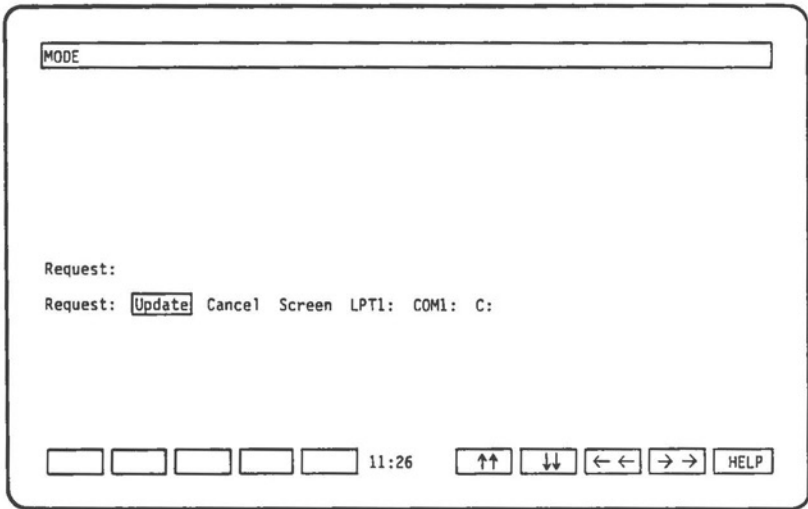 MODE
Request:
Request: Update Cancel Screen LPT1: COM1: C:
11:26 ↑↑ ↓↓ ← ← → → HELP